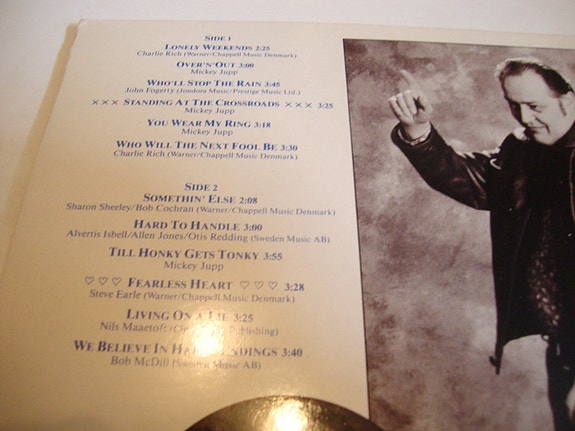 SIDE 1
LONELY WEEKENDS 2:25
Charlie Rich (Warner/Chappell Music Denmark)
OVER'N'OUT 3:00
Mickey Jupp
WHO'LL STOP THE RAIN 3:45
John Fogerty (Jondora Music/Prestige Music Ltd.)
××× STANDING AT THE CROSSROADS ××× 3:25
Mickey Jupp
YOU WEAR MY RING 3:18
Mickey Jupp
WHO WILL THE NEXT FOOL BE 3:30
Charlie Rich (Warner/Chappell Music Denmark)
SIDE 2
SOMETHIN' ELSE 2:08
Sharon Sheeley/Bob Cochran (Warner/Chappell Music Denmark)
HARD TO HANDLE 3:00
Alvertis Isbell/Allen Jones/Otis Redding (Sweden Music AB)
TILL HONKY GETS TONKY 3:55
Mickey Jupp
♡ ♡ ♡ FEARLESS HEART ♡ ♡ ♡ 3:28
Steve Earle (Warner/Chappell Music Denmark)
LIVING ON A LIE 3:25
Nils Maaetoft Publishing)
WE BELIEVE IN ENDINGS 3:40
Bob McDill (Sweden Music AB)